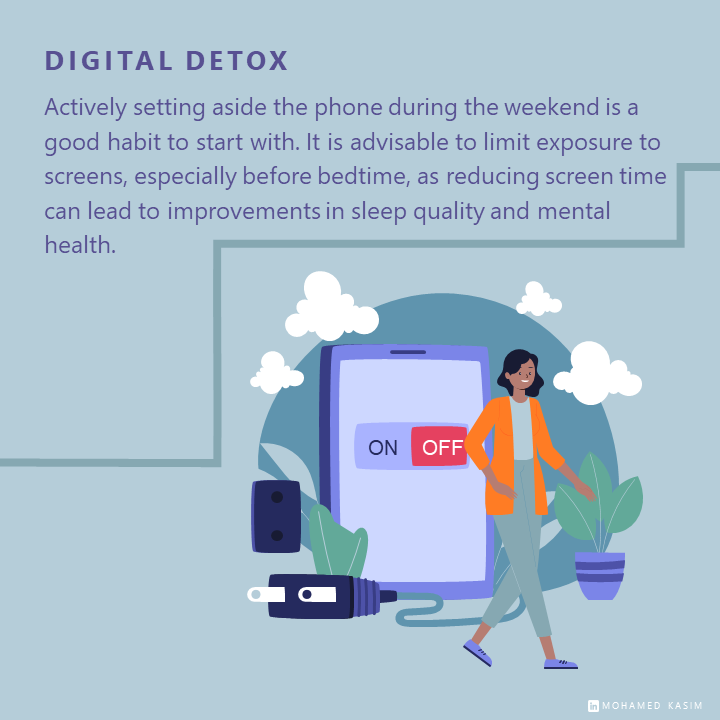 DIGITAL DETOX
Actively setting aside the phone during the weekend is a
good habit to start with. It is advisable to limit exposure to
screens, especially before bedtime, as reducing screen time
can lead to improvements in sleep quality and mental
health.
ON OFF
in MOHAMED KASIM